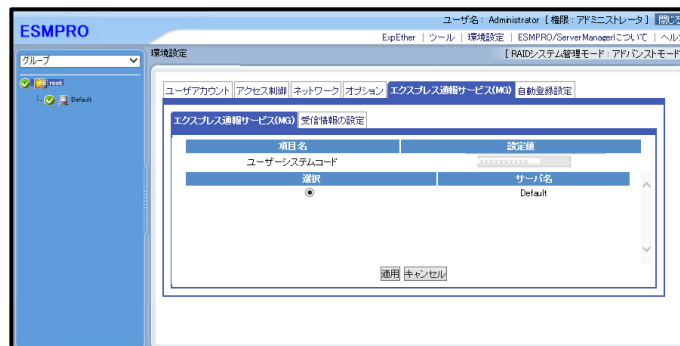 ESMPRO
ユーザ名: Administrator [権限:アドミニストレータ] 閉じる
ExpEther | ツール | 環境設定 | ESMPRO/ServerManagerについて | ヘル
グループ
環境設定
[ RAIDシステム管理モード:アドバンストモード
root
Default
ユーザアカウント アクセス制御 ネットワーク オプション エクスプレス通報サービス(MG) 自動登録設定
エクスプレス通報サービス(MG) 受信情報の設定
項目名 設定値
ユーザーシステムコード xxxxxxxxxxx
選択 サーバ名
Default
適用 キャンセル